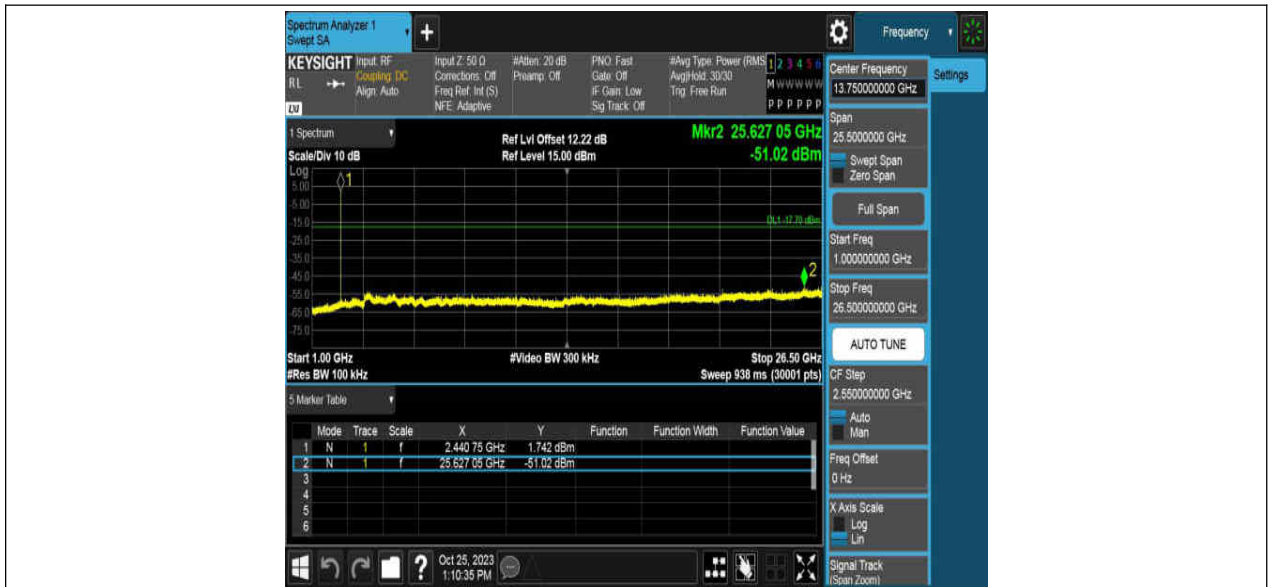 Spectrum Analyzer 1
Swept SA
+
Frequency
KEYSIGHT
RL
LXI
Input: RF
Coupling: DC
Align: Auto
Input Z: 50 Ω
Corrections: Off
Freq Ref: Int (S)
NFE: Adaptive
#Atten: 20 dB
Preamp: Off
PNO: Fast
Gate: Off
IF Gain: Low
Sig Track: Off
#Avg Type: Power (RMS
Avg|Hold: 30/30
Trig: Free Run
1 2 3 4 5 6
M W W W W W
P P P P P P
Center Frequency
13.750000000 GHz
Settings
1 Spectrum
Scale/Div 10 dB
Ref Lvl Offset 12.22 dB
Ref Level 15.00 dBm
Mkr2 25.627 05 GHz
-51.02 dBm
Span
25.5000000 GHz
Swept Span
Zero Span
Full Span
Start Freq
1.000000000 GHz
Stop Freq
26.500000000 GHz
AUTO TUNE
CF Step
2.550000000 GHz
Auto
Man
Freq Offset
0 Hz
X Axis Scale
Log
Lin
Signal Track
(Span Zoom)
Log
5.00
-5.00
-15.0
-25.0
-35.0
-45.0
-55.0
-65.0
-75.0
1
DL1 -17.70 dBm
2
Start 1.00 GHz
#Res BW 100 kHz
#Video BW 300 kHz
Stop 26.50 GHz
Sweep 938 ms (30001 pts)
5 Marker Table
Mode Trace Scale X Y Function Function Width Function Value
1 N 1 f 2.440 75 GHz 1.742 dBm
2 N 1 f 25.627 05 GHz -51.02 dBm
3
4
5
6
?
Oct 25, 2023
1:10:35 PM